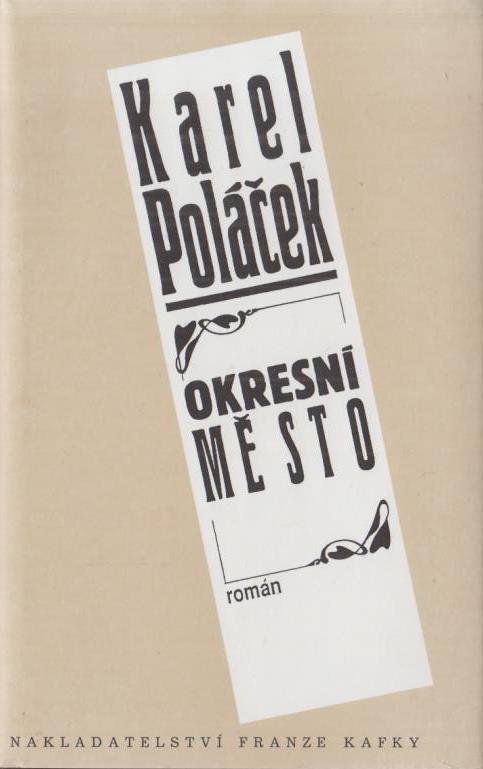 Karel
Poláček
OKRESNÍ
MĚSTO
román
NAKLADATELSTVÍ FRANZE KAFKY